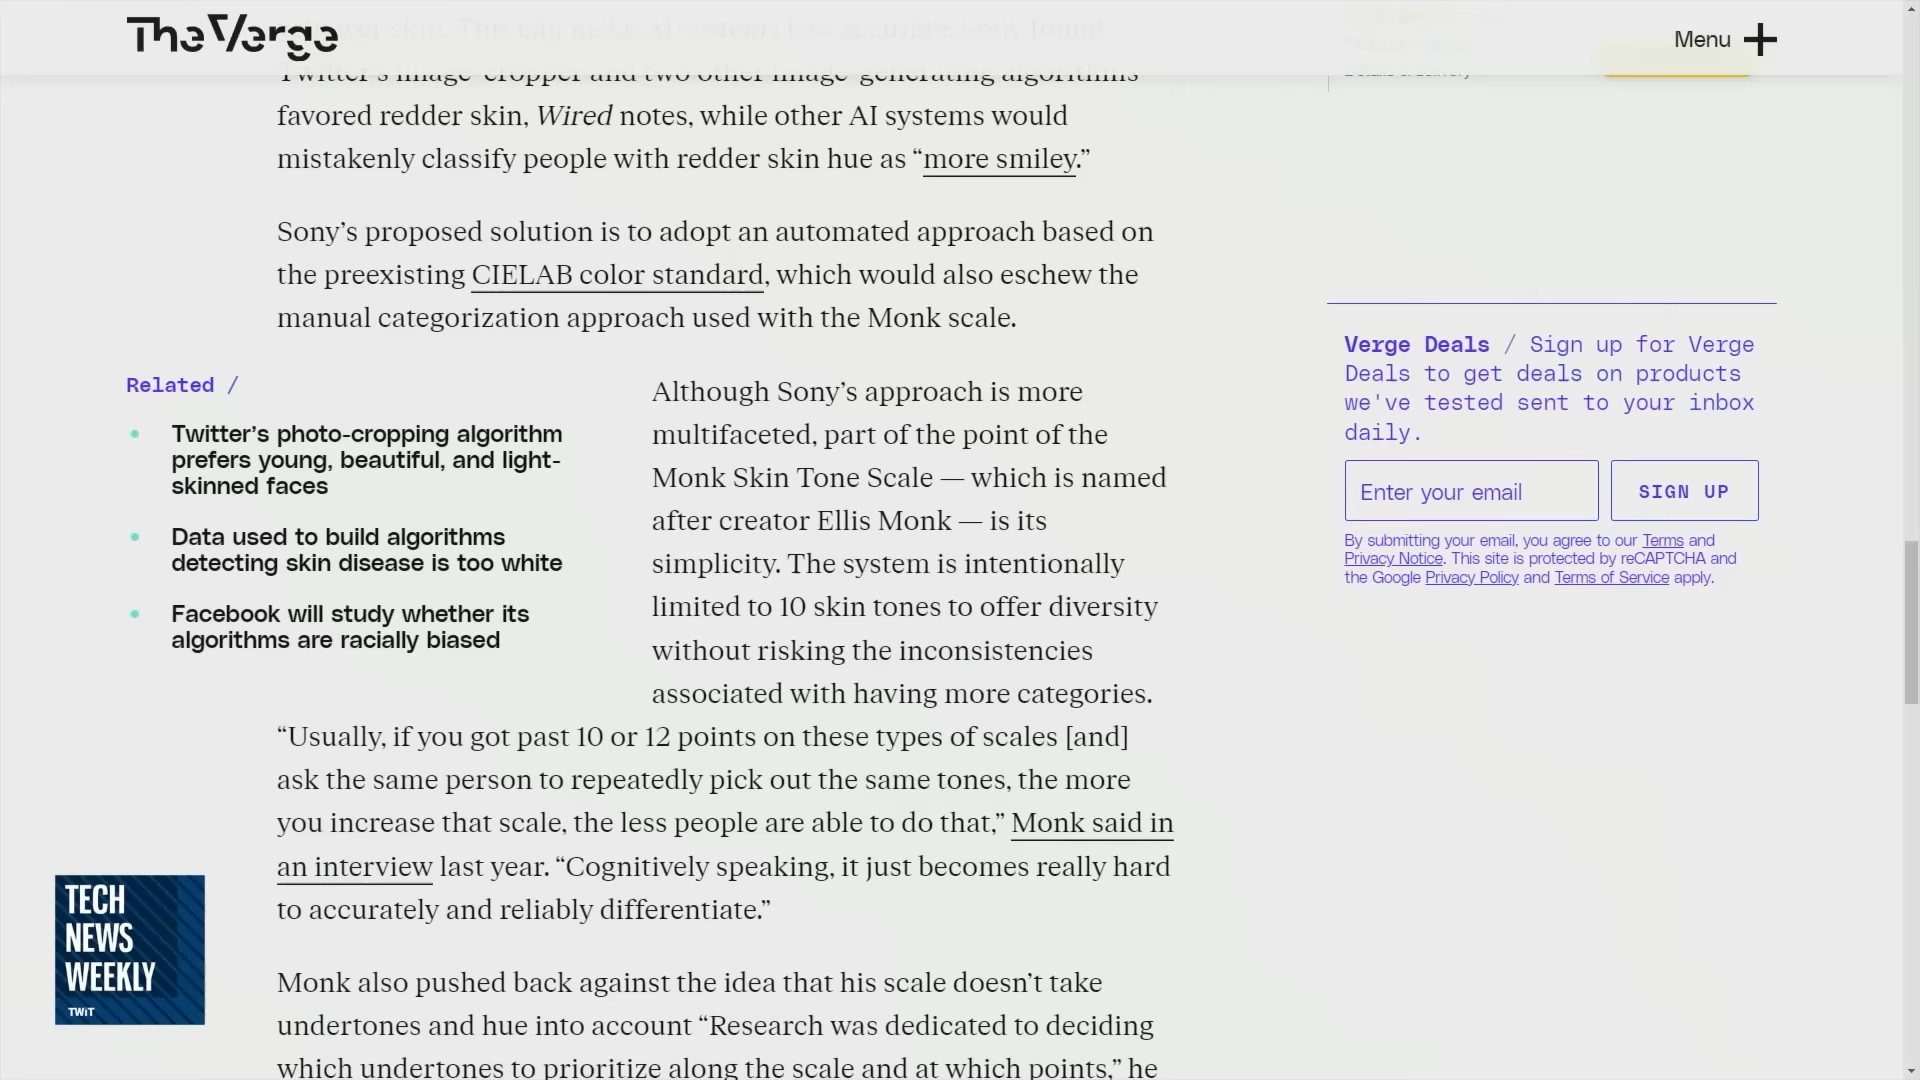 The Verge
Menu
Twitter’s image-cropper and two other image-generating algorithms
favored redder skin, Wired notes, while other AI systems would
mistakenly classify people with redder skin hue as “more smiley.”
Sony’s proposed solution is to adopt an automated approach based on
the preexisting CIELAB color standard, which would also eschew the
manual categorization approach used with the Monk scale.
Related /
Twitter’s photo-cropping algorithm
prefers young, beautiful, and light-
skinned faces
Data used to build algorithms
detecting skin disease is too white
Facebook will study whether its
algorithms are racially biased
Although Sony’s approach is more
multifaceted, part of the point of the
Monk Skin Tone Scale — which is named
after creator Ellis Monk — is its
simplicity. The system is intentionally
limited to 10 skin tones to offer diversity
without risking the inconsistencies
associated with having more categories.
“Usually, if you got past 10 or 12 points on these types of scales [and]
ask the same person to repeatedly pick out the same tones, the more
you increase that scale, the less people are able to do that,” Monk said in
an interview last year. “Cognitively speaking, it just becomes really hard
to accurately and reliably differentiate.”
Monk also pushed back against the idea that his scale doesn’t take
undertones and hue into account “Research was dedicated to deciding
which undertones to prioritize along the scale and at which points,” he
Verge Deals / Sign up for Verge
Deals to get deals on products
we've tested sent to your inbox
daily.
Enter your email
SIGN UP
By submitting your email, you agree to our Terms and
Privacy Notice. This site is protected by reCAPTCHA and
the Google Privacy Policy and Terms of Service apply.
TECH
NEWS
WEEKLY
TWiT